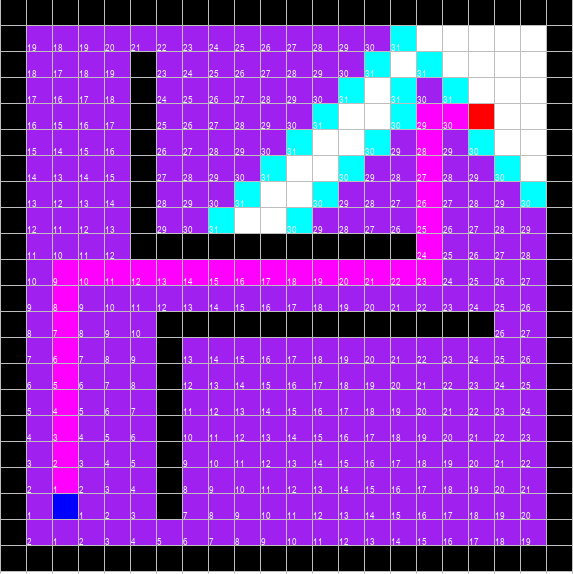 19 18 19 20 21 22 23 24 25 26 27 28 29 30 31
18 17 18 19 23 24 25 26 27 28 29 30 31 31
17 16 17 18 24 25 26 27 28 29 30 31 31 30 31
16 15 16 17 25 26 27 28 29 30 31 30 29 30
15 14 15 16 26 27 28 29 30 31 30 29 28 29 30
14 13 14 15 27 28 29 30 31 30 29 28 27 28 29 30
13 12 13 14 28 29 30 31 30 29 28 27 26 27 28 29 30
12 11 12 13 29 30 31 30 29 28 27 26 25 26 27 28 29
11 10 11 12 24 25 26 27 28
10 9 10 11 12 13 14 15 16 17 18 19 20 21 22 23 24 25 26 27
9 8 9 10 11 12 13 14 15 16 17 18 19 20 21 22 23 24 25 26
8 7 8 9 10 26 27
7 6 7 8 9 13 14 15 16 17 18 19 20 21 22 23 24 25 26
6 5 6 7 8 12 13 14 15 16 17 18 19 20 21 22 23 24 25
5 4 5 6 7 11 12 13 14 15 16 17 18 19 20 21 22 23 24
4 3 4 5 6 10 11 12 13 14 15 16 17 18 19 20 21 22 23
3 2 3 4 5 9 10 11 12 13 14 15 16 17 18 19 20 21 22
2 1 2 3 4 8 9 10 11 12 13 14 15 16 17 18 19 20 21
1 1 2 3 7 8 9 10 11 12 13 14 15 16 17 18 19 20
2 1 2 3 4 5 6 7 8 9 10 11 12 13 14 15 16 17 18 19